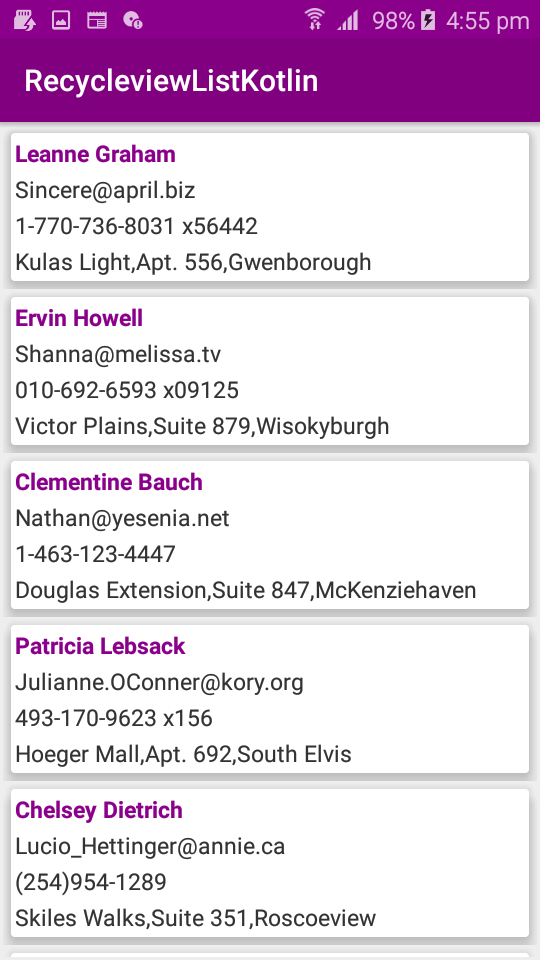 98% 4:55 pm
RecycleviewListKotlin
Leanne Graham
Sincere@april.biz
1-770-736-8031 x56442
Kulas Light,Apt. 556,Gwenborough
Ervin Howell
Shanna@melissa.tv
010-692-6593 x09125
Victor Plains,Suite 879,Wisokyburgh
Clementine Bauch
Nathan@yesenia.net
1-463-123-4447
Douglas Extension,Suite 847,McKenziehaven
Patricia Lebsack
Julianne.OConner@kory.org
493-170-9623 x156
Hoeger Mall,Apt. 692,South Elvis
Chelsey Dietrich
Lucio_Hettinger@annie.ca
(254)954-1289
Skiles Walks,Suite 351,Roscoeview